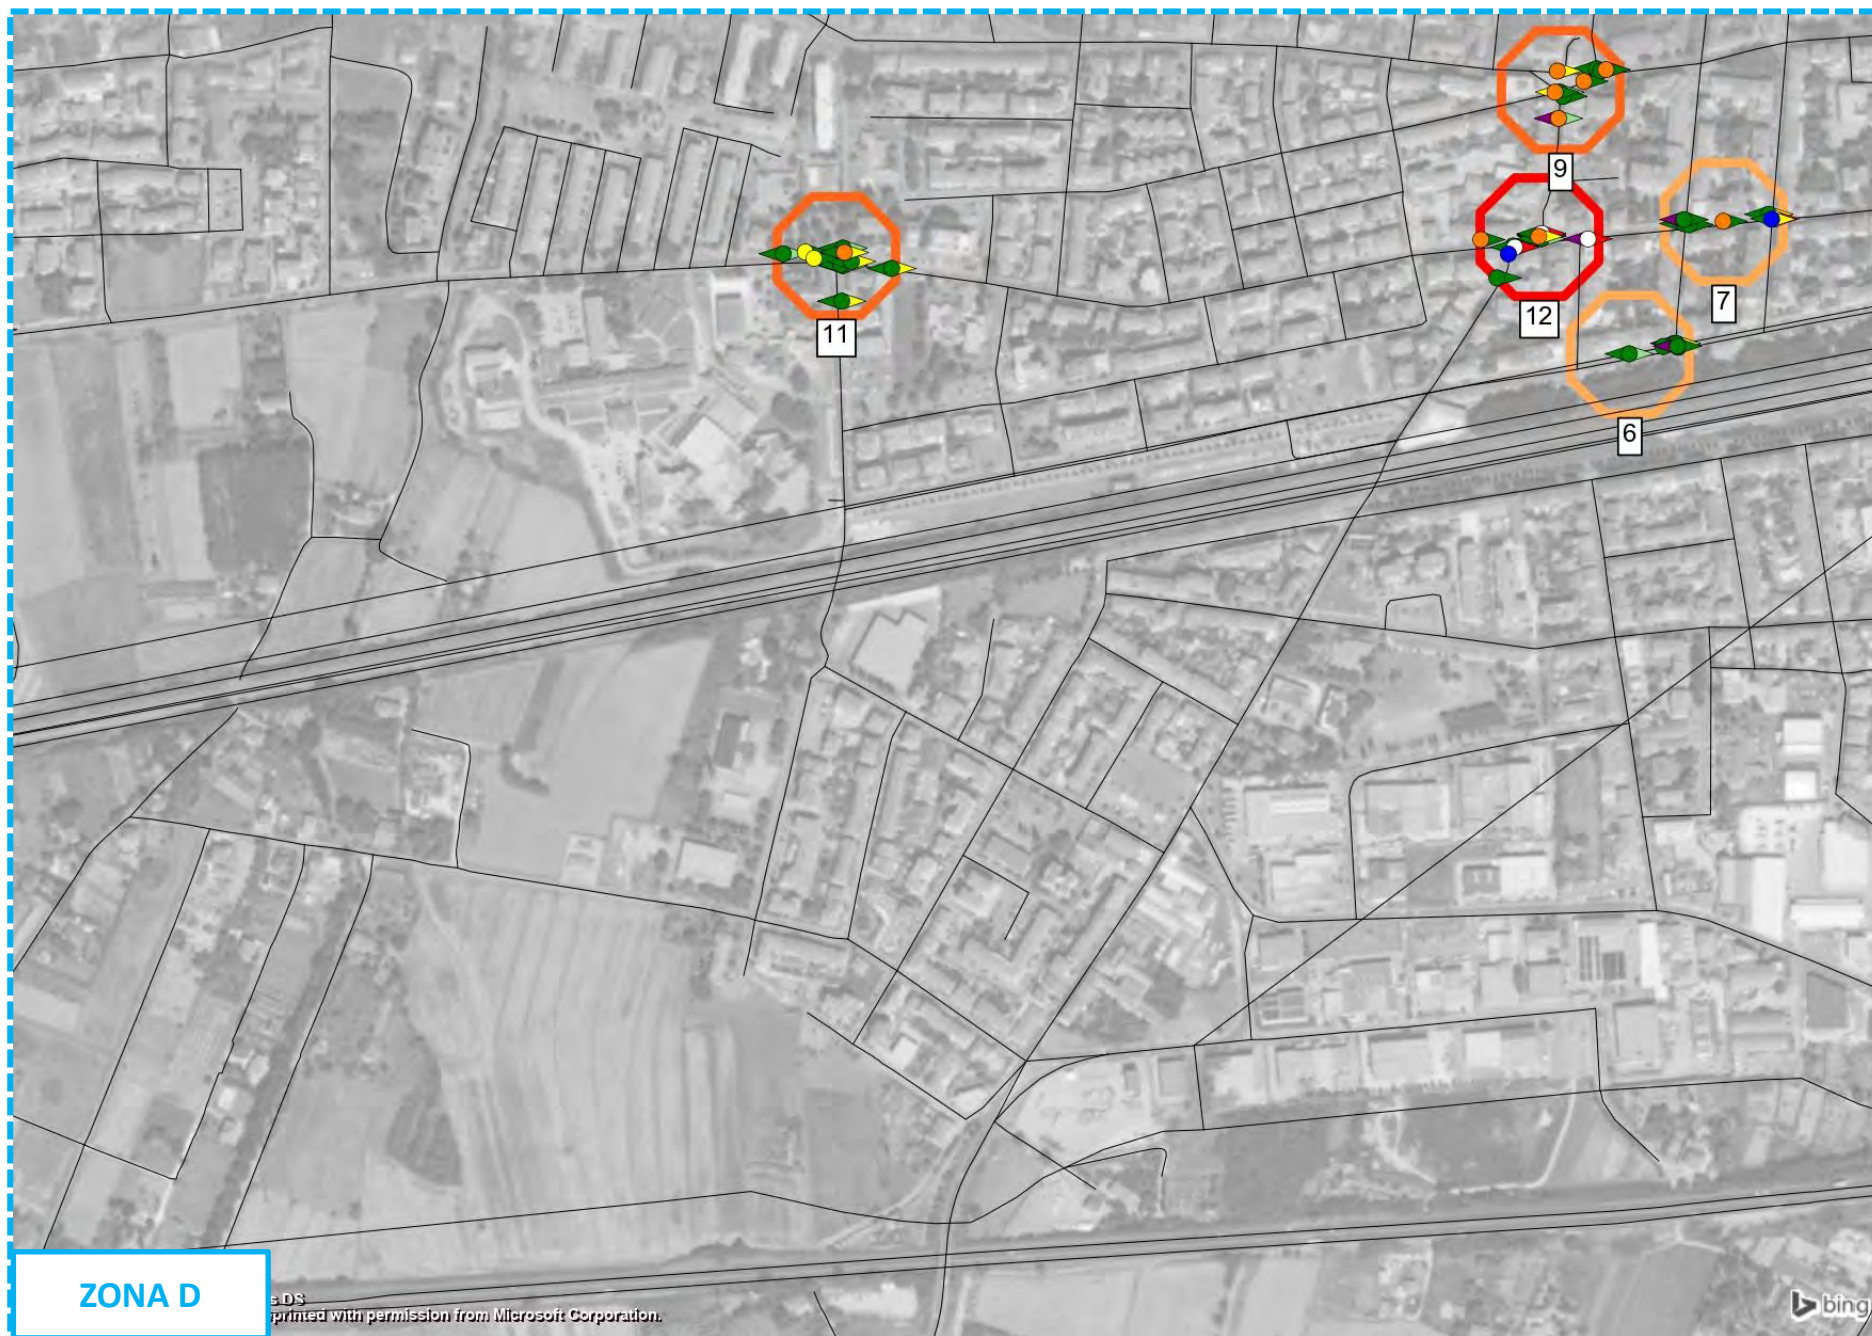 9
7
11
12
6
ZONA D
s DS
printed with permission from Microsoft Corporation.
bing